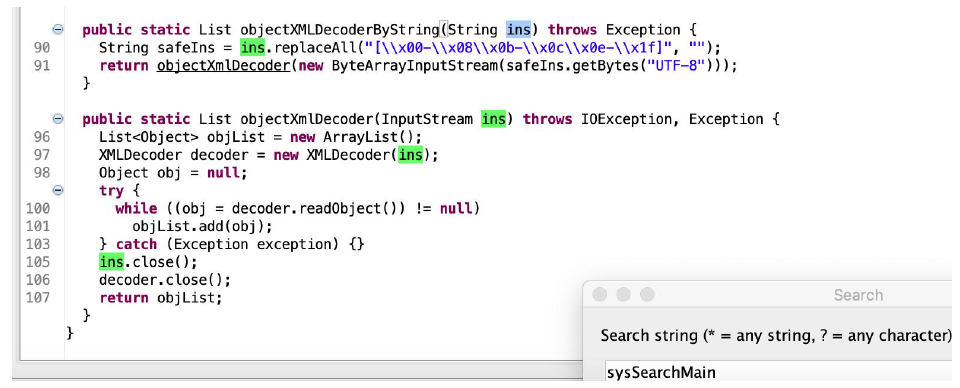 public static List objectXMLDecoderByString(String ins) throws Exception {
90 String safeIns = ins.replaceAll("[\\x00-\\x08\\x0b-\\x0c\\x0e-\\x1f]", "");
91 return objectXmlDecoder(new ByteArrayInputStream(safeIns.getBytes("UTF-8")));
}
public static List objectXmlDecoder(InputStream ins) throws IOException, Exception {
96 List<Object> objList = new ArrayList();
97 XMLDecoder decoder = new XMLDecoder(ins);
98 Object obj = null;
try {
100 while ((obj = decoder.readObject()) != null)
101 objList.add(obj);
103 } catch (Exception exception) {}
105 ins.close();
106 decoder.close();
107 return objList;
}
}
Search
Search string (* = any string, ? = any character)
sysSearchMain